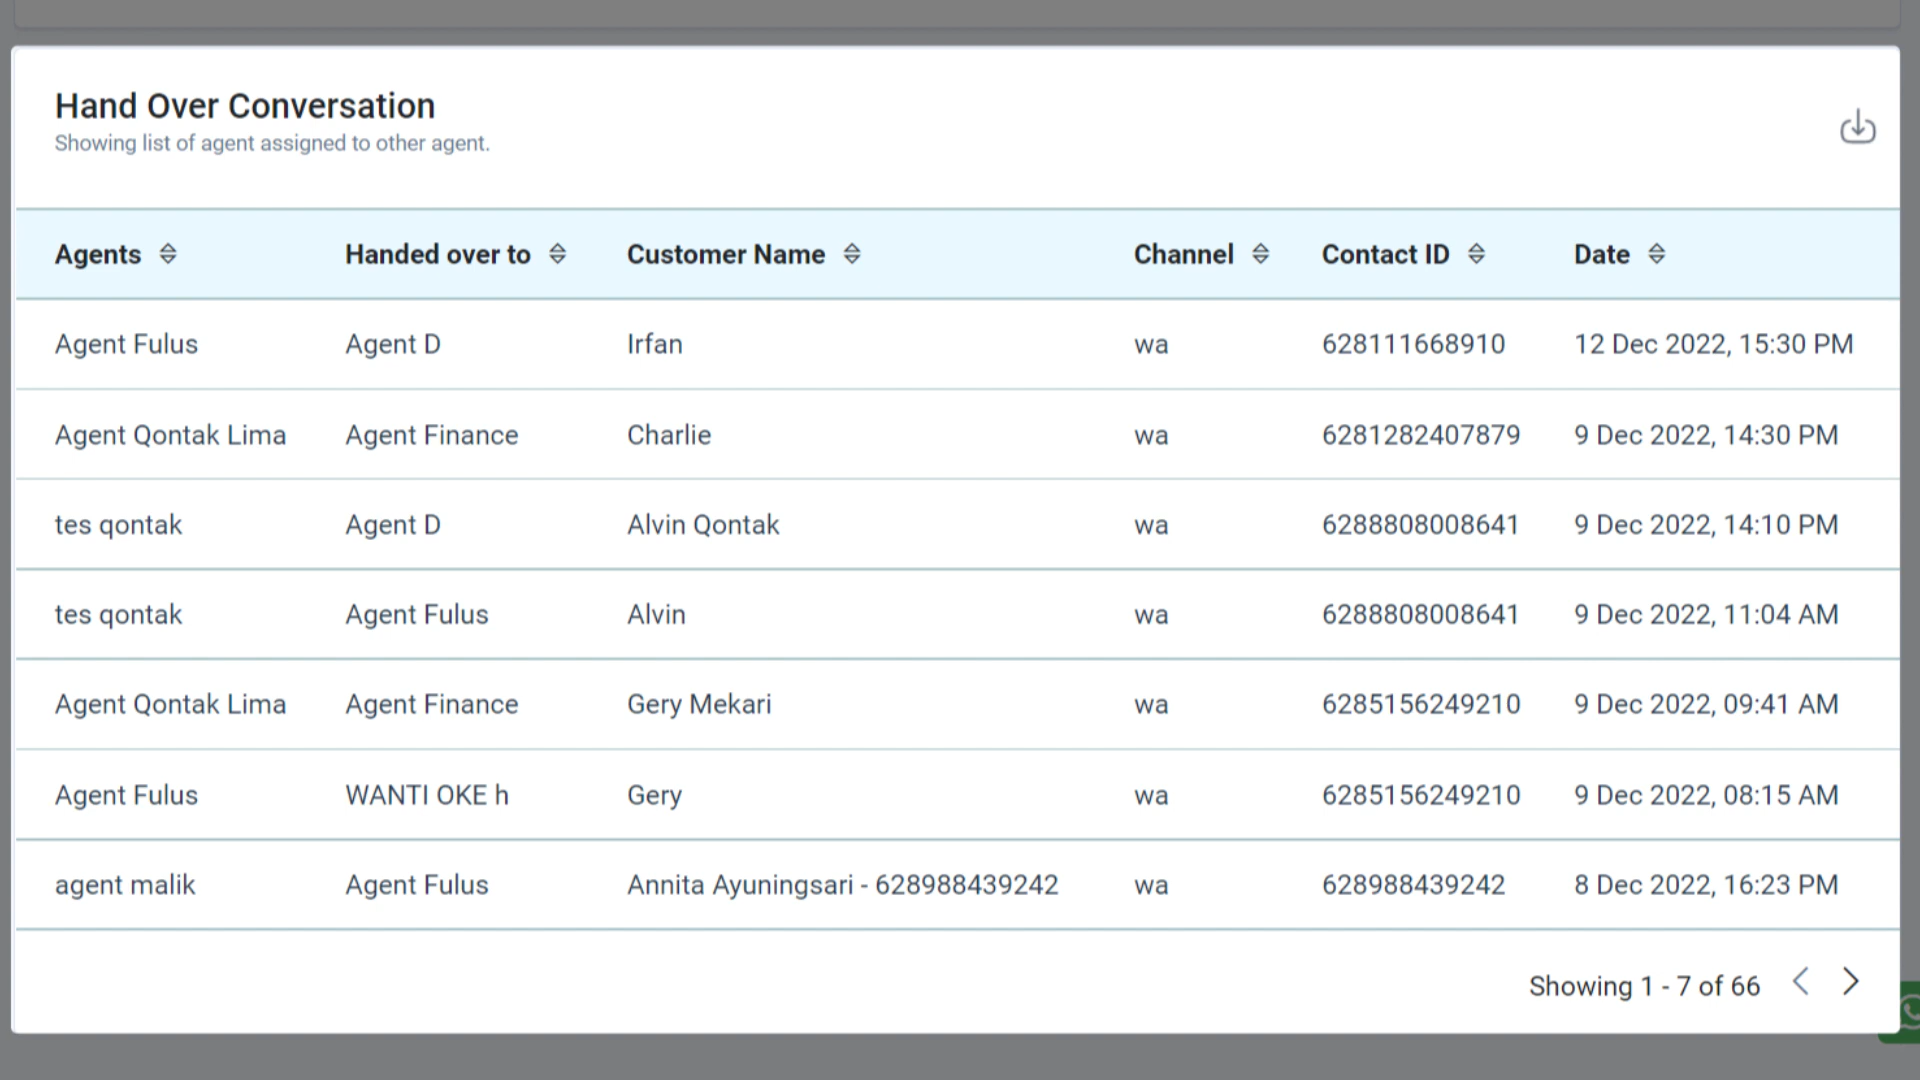 Hand Over Conversation
Showing list of agent assigned to other agent.
Agents Handed over to Customer Name Channel Contact ID Date
Agent Fulus Agent D Irfan wa 628111668910 12 Dec 2022, 15:30 PM
Agent Qontak Lima Agent Finance Charlie wa 6281282407879 9 Dec 2022, 14:30 PM
tes qontak Agent D Alvin Qontak wa 6288808008641 9 Dec 2022, 14:10 PM
tes qontak Agent Fulus Alvin wa 6288808008641 9 Dec 2022, 11:04 AM
Agent Qontak Lima Agent Finance Gery Mekari wa 6285156249210 9 Dec 2022, 09:41 AM
Agent Fulus WANTI OKE h Gery wa 6285156249210 9 Dec 2022, 08:15 AM
agent malik Agent Fulus Annita Ayuningsari - 628988439242 wa 628988439242 8 Dec 2022, 16:23 PM
Showing 1 - 7 of 66